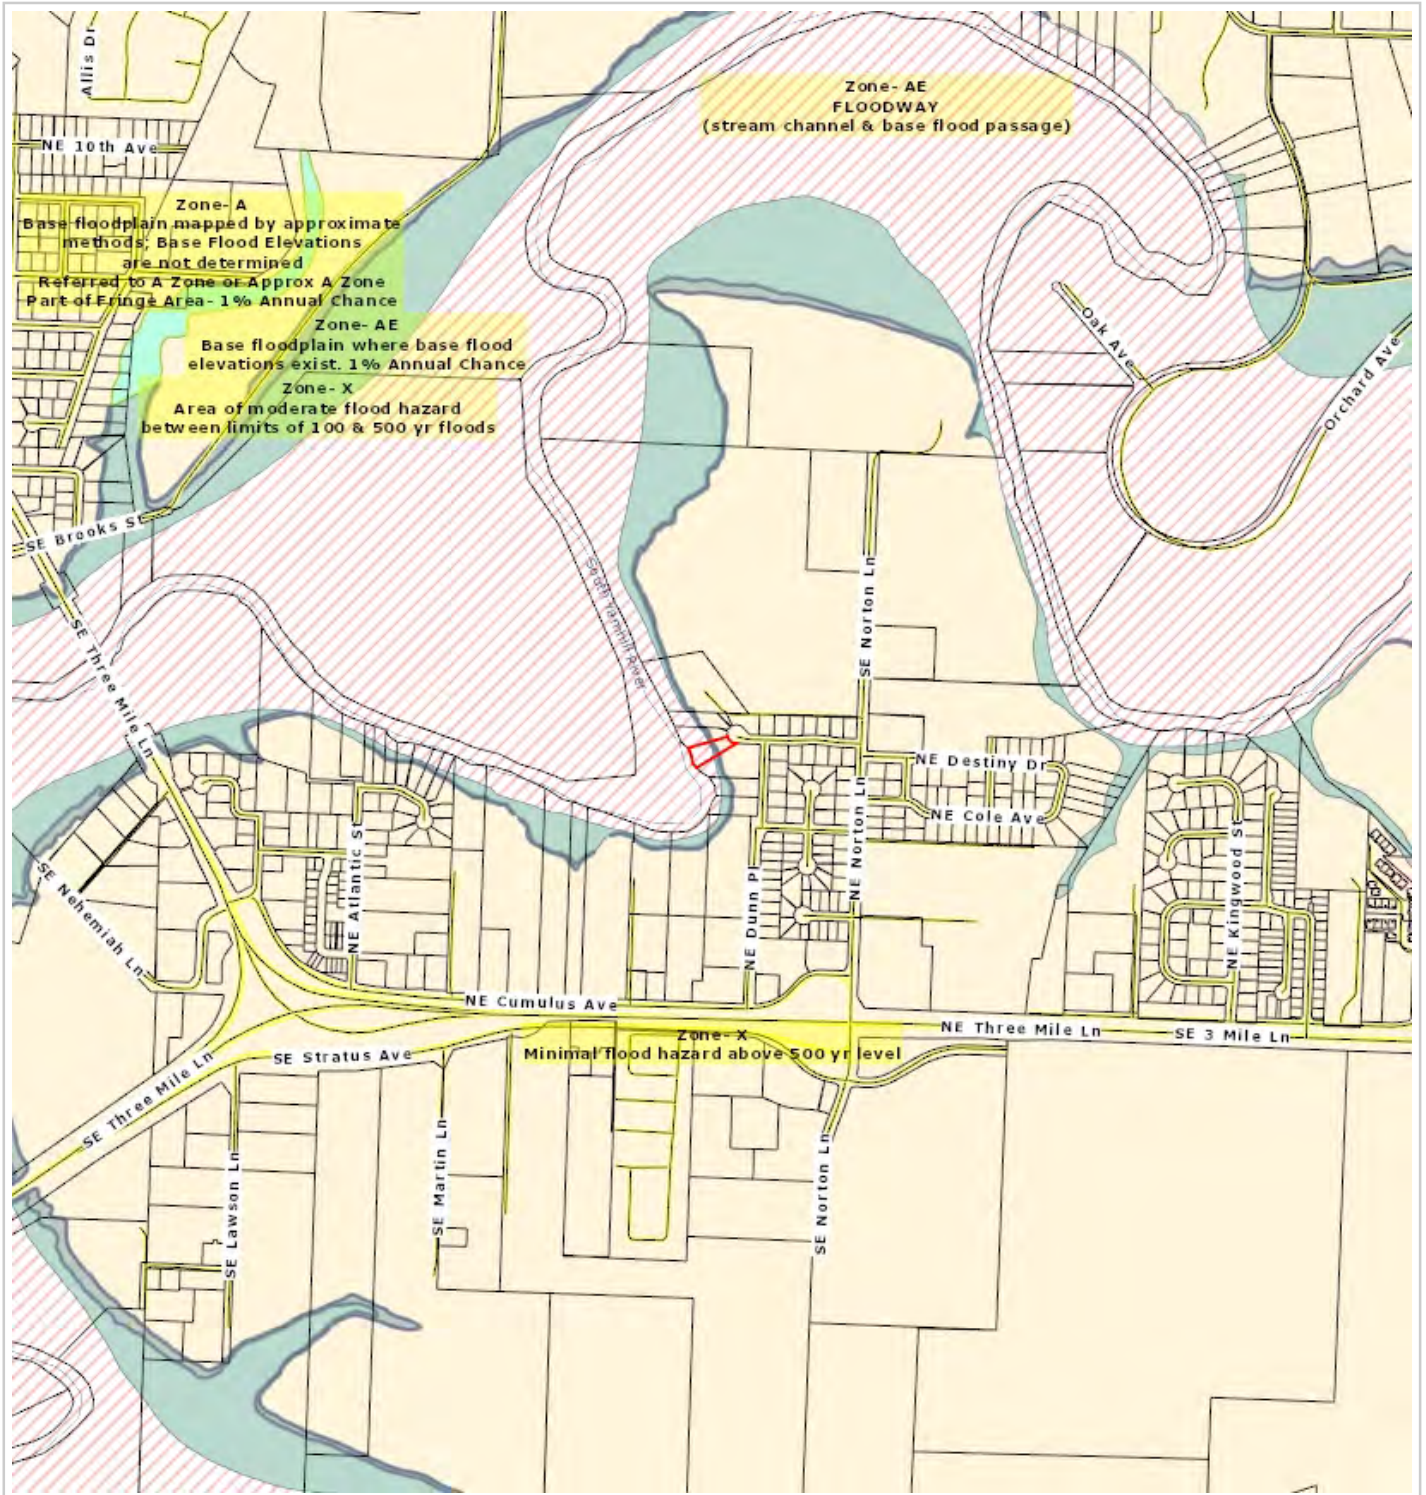 Allis Dr
Zone- AE
FLOODWAY
(stream channel & base flood passage)
NE 10th Ave
Zone- A
Base floodplain mapped by approximate
methods; Base Flood Elevations
are not determined
Referred to A Zone or Approx A Zone
Part of Fringe Area- 1% Annual Chance
Zone- AE
Base floodplain where base flood
elevations exist. 1% Annual Chance
Zone- X
Area of moderate flood hazard
between limits of 100 & 500 yr floods
Oak Ave
Orchard Ave
SE Brooks St
South Yamhill River
SE Norton Ln
SE Three Mile Ln
NE Destiny Dr
NE Cole Ave
NE Norton Ln
NE Atlantic St
SE Nehemiah Ln
NE Dunn Pl
NE Kingwood St
NE Cumulus Ave
NE Three Mile Ln
SE 3 Mile Ln
Zone- X
Minimal flood hazard above 500 yr level
SE Stratus Ave
SE Three Mile Ln
SE Martin Ln
SE Lawson Ln
SE Norton Ln